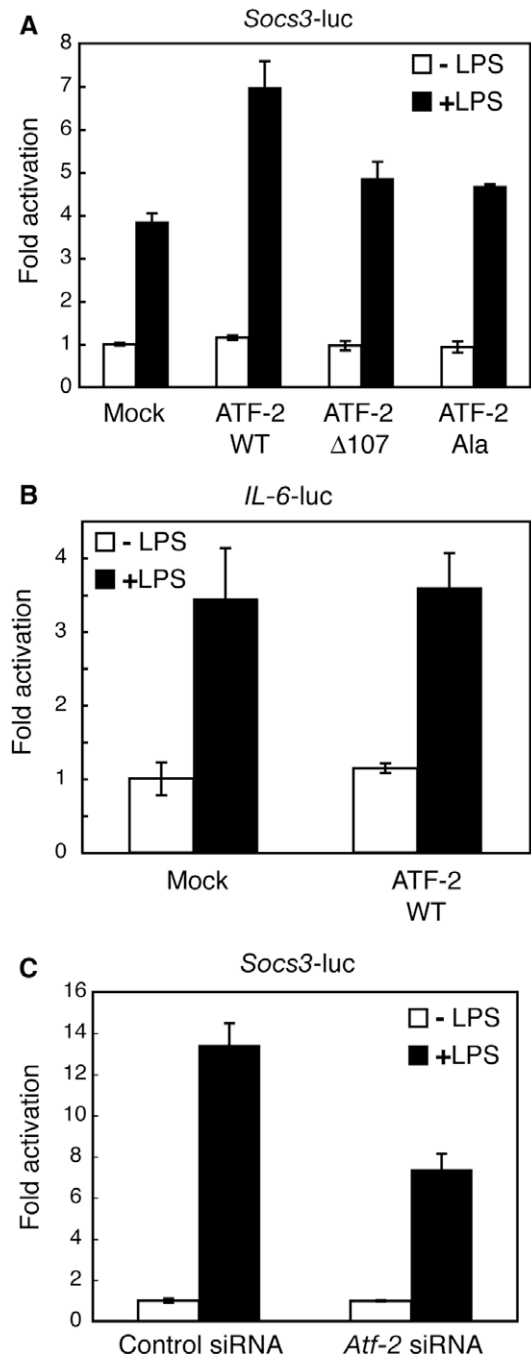 A
Socs3-luc
8
7
6
5
4
3
2
1
0
Fold activation
- LPS
+LPS
Mock
ATF-2 WT
ATF-2 Δ107
ATF-2 Ala
B
IL-6-luc
4
3
2
1
0
Fold activation
- LPS
+LPS
Mock
ATF-2 WT
C
Socs3-luc
16
14
12
10
8
6
4
2
0
Fold activation
- LPS
+LPS
Control siRNA
Atf-2 siRNA